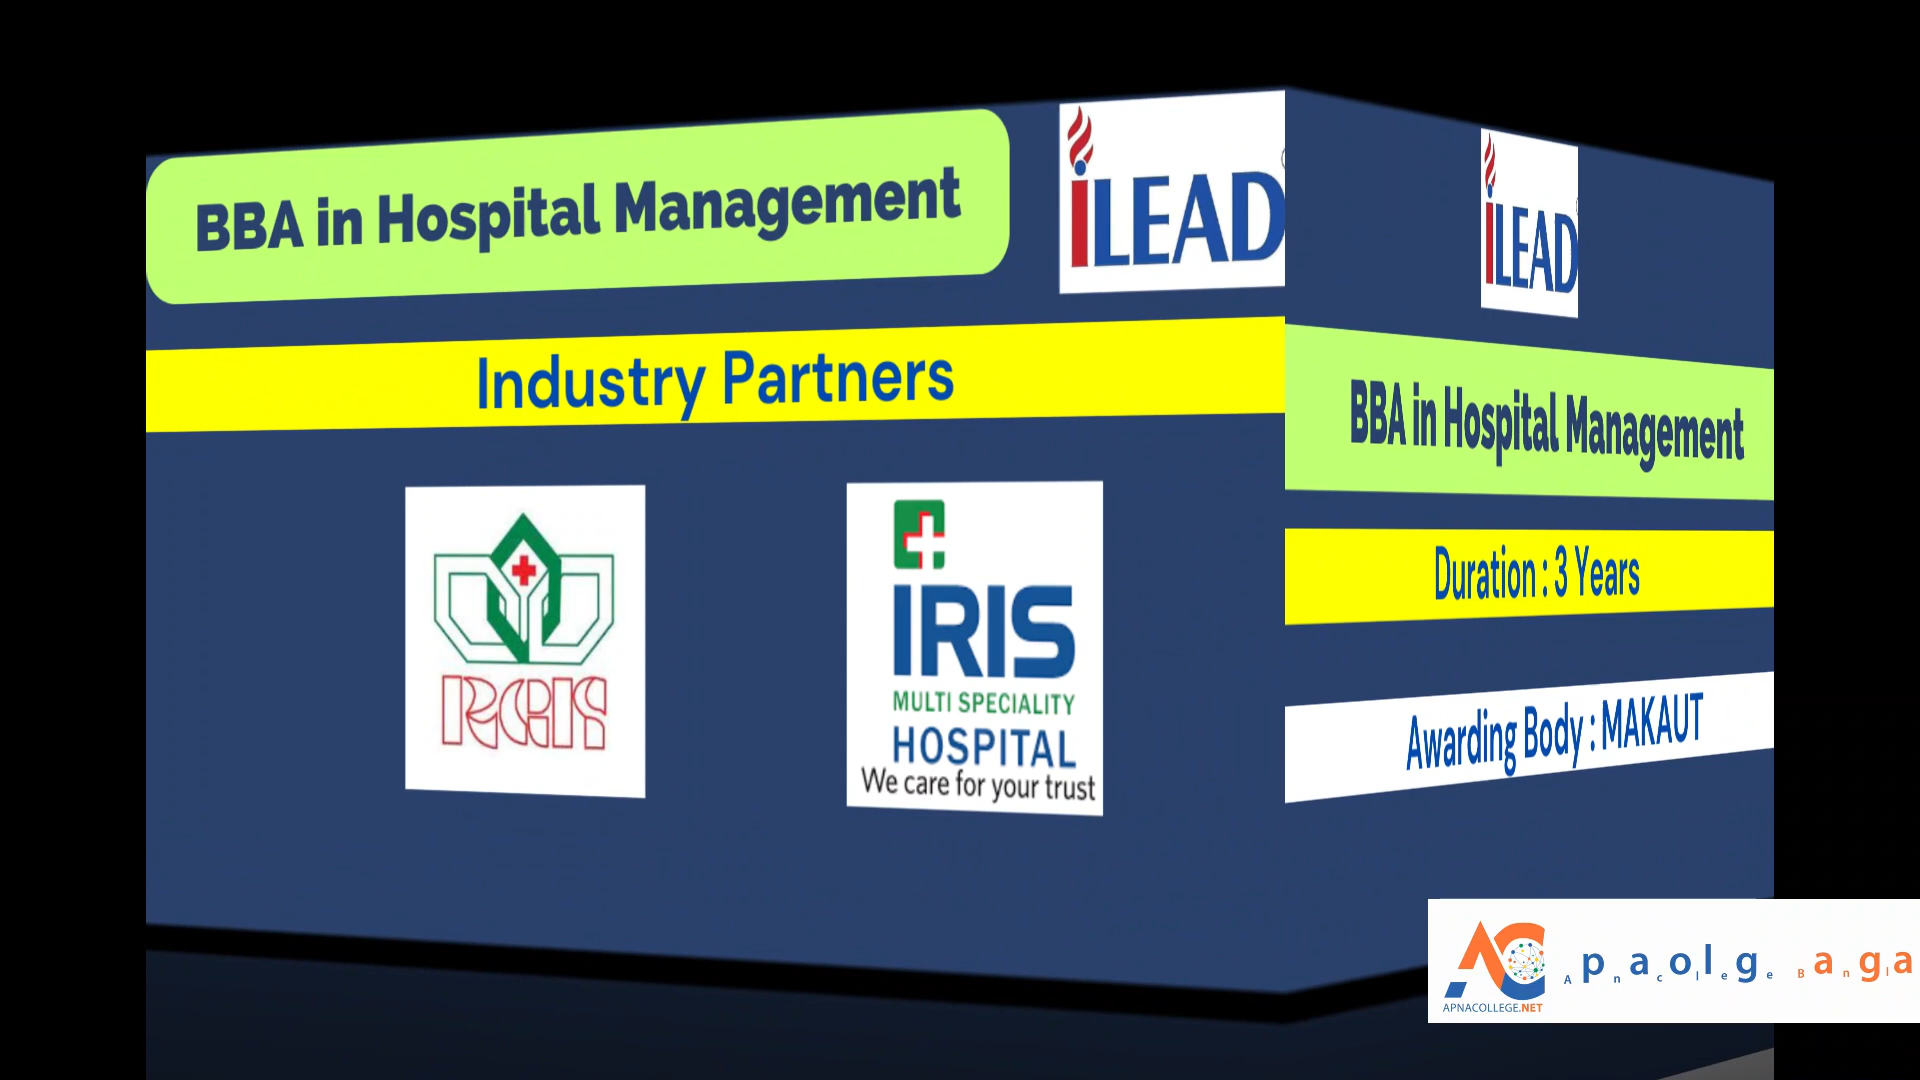 BBA in Hospital Management
iLEAD
Industry Partners
IRIS
MULTI SPECIALITY
HOSPITAL
We care for your trust
iLEAD
BBA in Hospital Management
Duration : 3 Years
Awarding Body : MAKAUT
APNACOLLEGE.NET